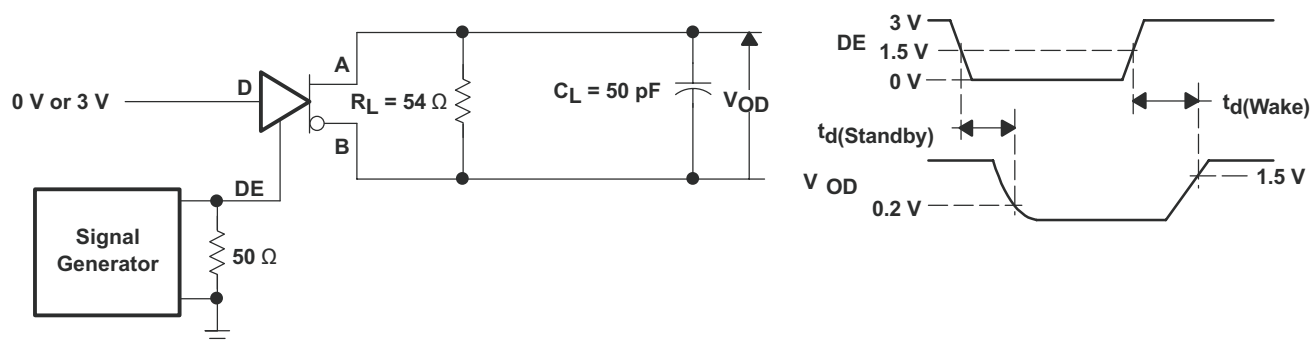 0 V or 3 V
D
A
B
DE
R_L = 54 Ω
C_L = 50 pF
V_OD
Signal
Generator
50 Ω
3 V
DE
1.5 V
0 V
t_d(Standby)
t_d(Wake)
V_OD
1.5 V
0.2 V